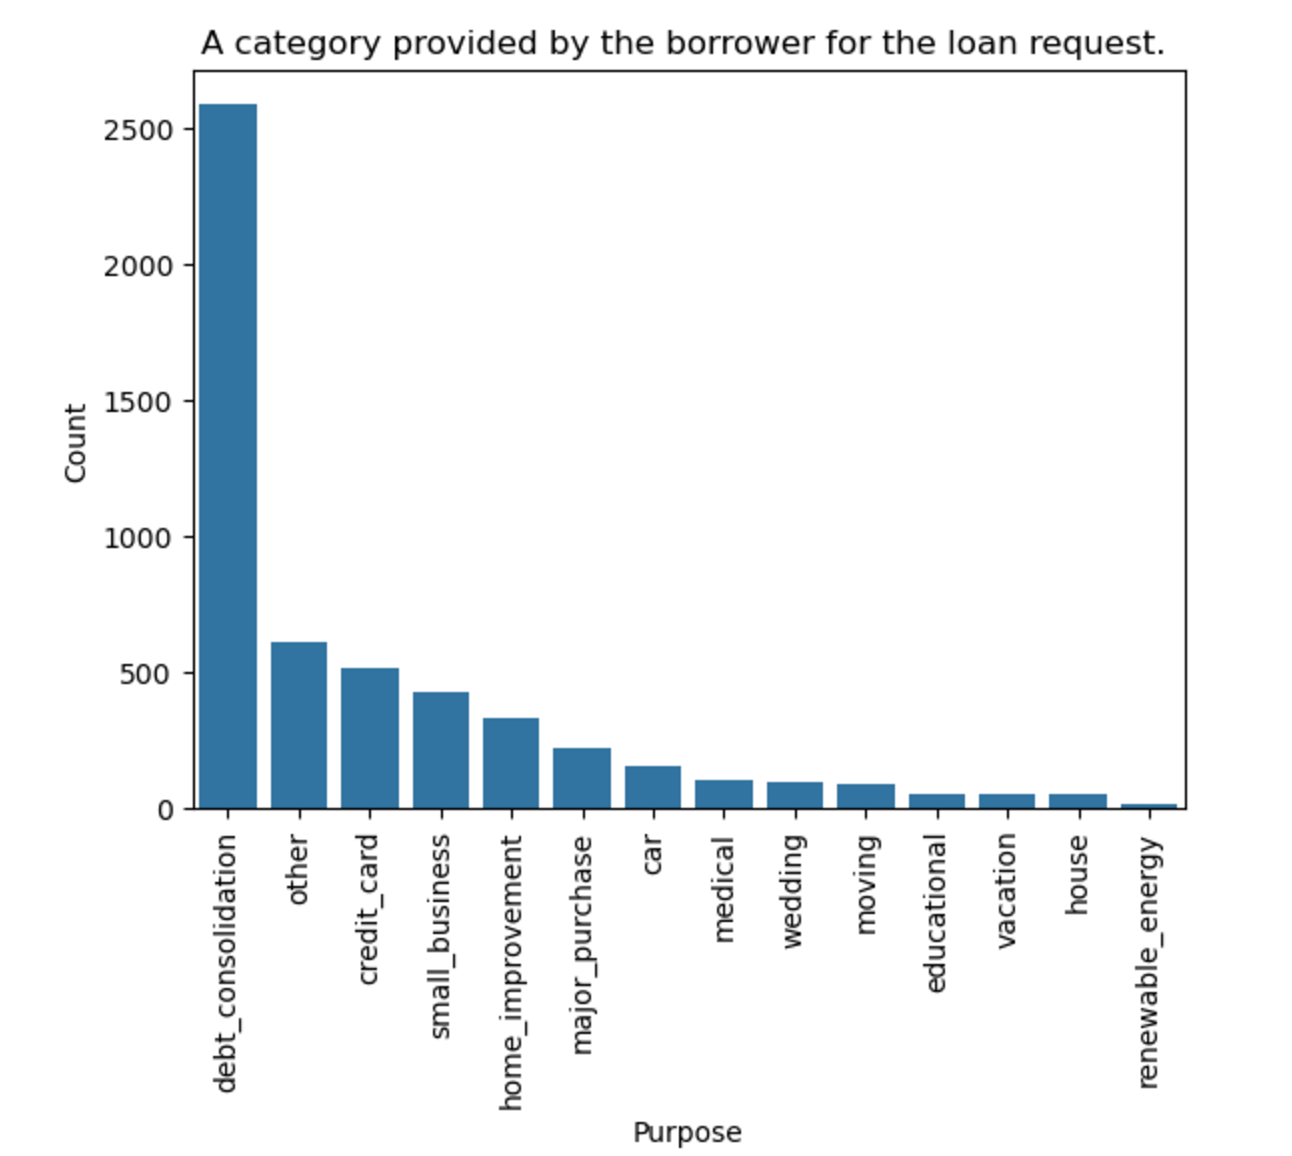 A category provided by the borrower for the loan request.
2500
2000
1500
1000
500
0
Count
debt_consolidation
other
credit_card
small_business
home_improvement
major_purchase
car
medical
wedding
moving
educational
vacation
house
renewable_energy
Purpose